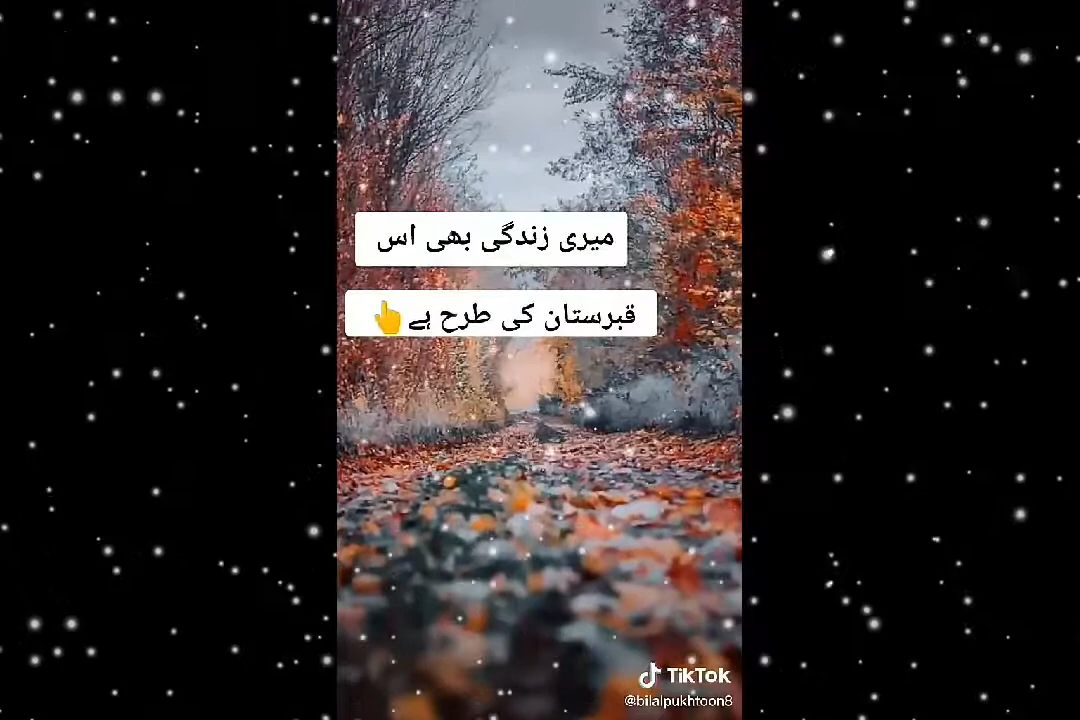 میری زندگی بھی اس
قبرستان کی طرح ہے👆
TikTok
@bilalpukhtoon8